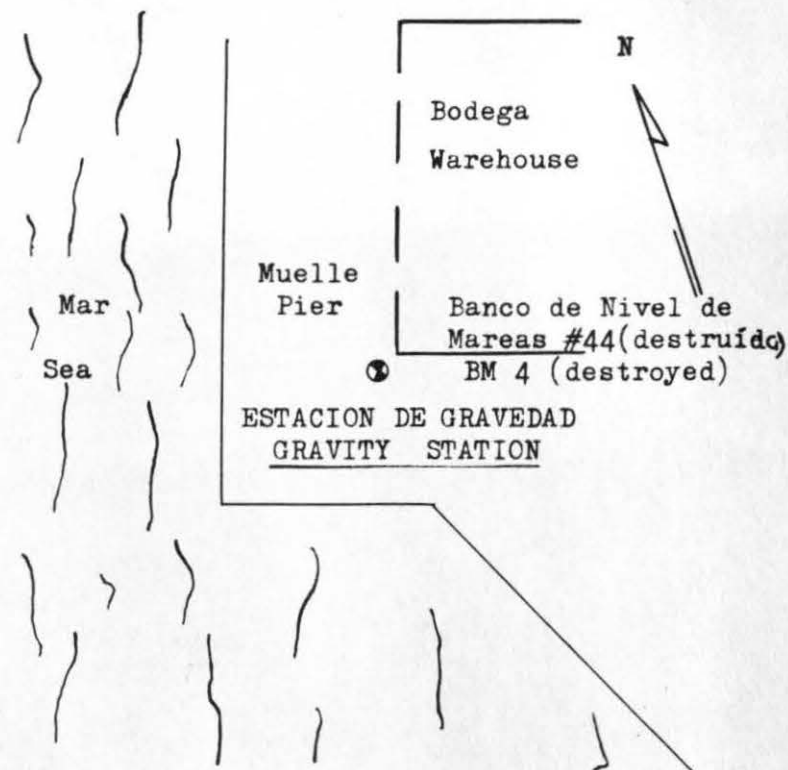 N
Bodega
Warehouse
Muelle
Pier
Mar
Sea
Banco de Nivel de
Mareas #44(destruído)
BM 4 (destroyed)
ESTACION DE GRAVEDAD
GRAVITY STATION